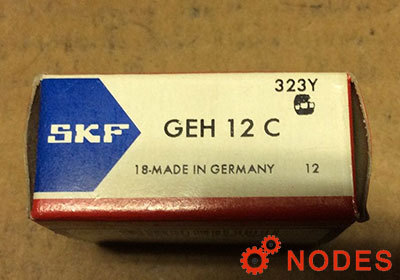 323Y
SKF
GEH 12 C
18-MADE IN GERMANY 12
NODES